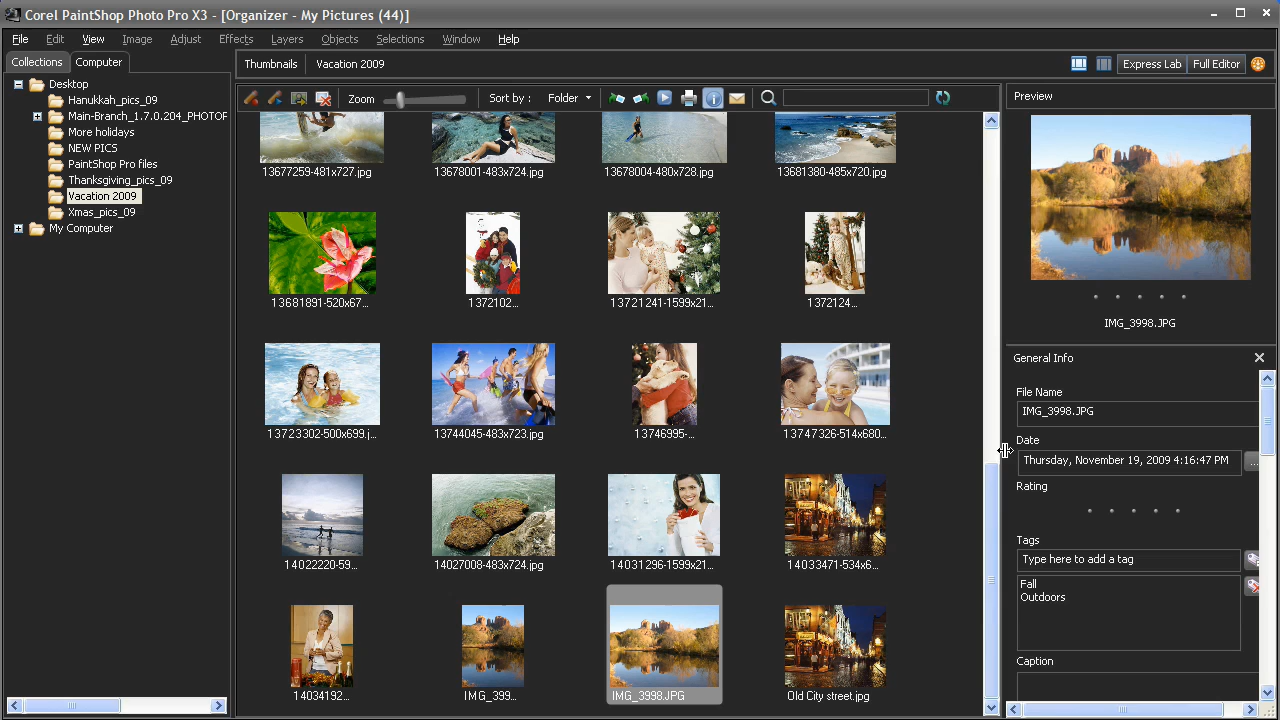 Corel PaintShop Photo Pro X3 - [Organizer - My Pictures (44)]
File Edit View Image Adjust Effects Layers Objects Selections Window Help
Collections Computer
Thumbnails Vacation 2009 Express Lab Full Editor
Desktop
Hanukkah_pics_09
Main-Branch_1.7.0.204_PHOTOF
More holidays
NEW PICS
PaintShop Pro files
Thanksgiving_pics_09
Vacation 2009
Xmas_pics_09
My Computer
Zoom Sort by : Folder
13677259-481x727.jpg 13678001-483x724.jpg 13678004-480x728.jpg 13681380-485x720.jpg
13681891-520x67... 1372102... 13721241-1599x21... 1372124...
13723302-500x699.j... 13744045-483x723.jpg 13746995-... 13747326-514x680...
14022220-59... 14027008-483x724.jpg 14031296-1599x21... 14033471-534x6...
14034192... IMG_399... IMG_3998.JPG Old City street.jpg
Preview
IMG_3998.JPG
General Info
File Name
IMG_3998.JPG
Date
Thursday, November 19, 2009 4:16:47 PM ...
Rating
Tags
Type here to add a tag
Fall
Outdoors
Caption